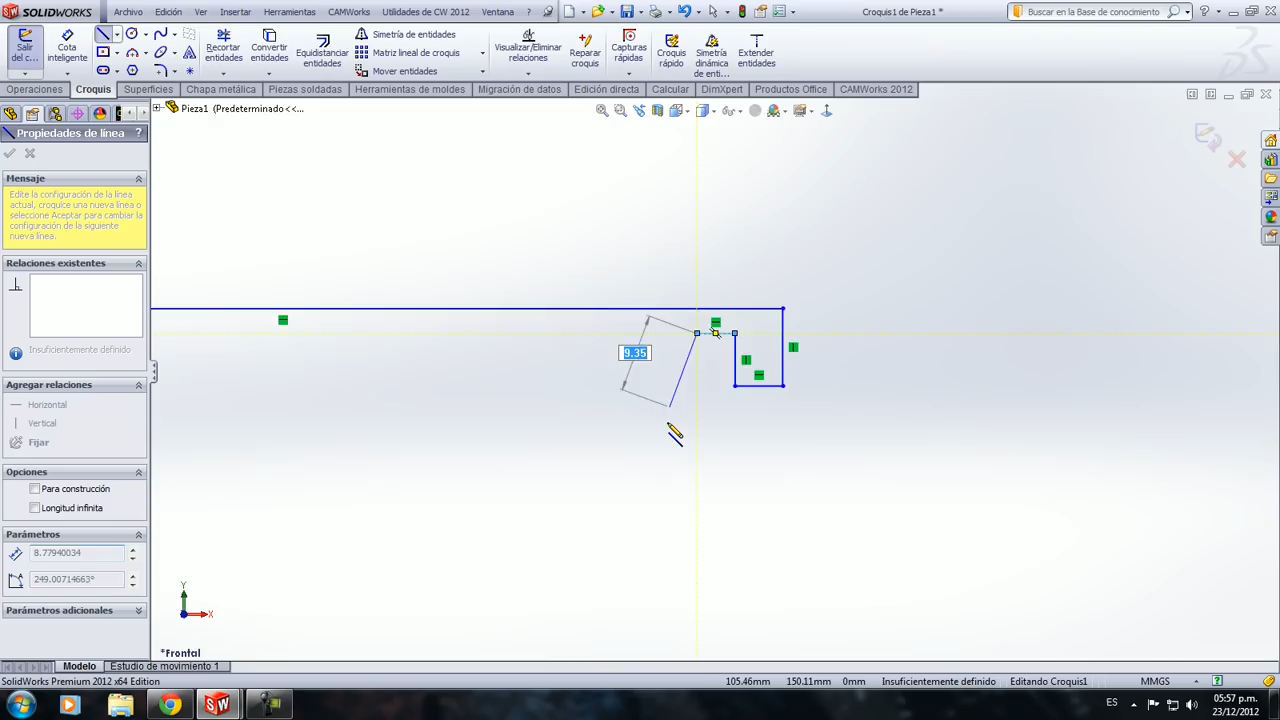 SOLIDWORKS Archivo Edición Ver Insertar Herramientas CAMWorks Utilidades de CW 2012 Ventana ? Croquis1 de Pieza1 * Buscar en la Base de conocimiento ?
Salir del c... Cota inteligente Recortar entidades Convertir entidades Equidistanciar entidades Simetría de entidades Matriz lineal de croquis Mover entidades Visualizar/Eliminar relaciones Reparar croquis Capturas rápidas Croquis rápido Simetría dinámica de enti... Extender entidades
Operaciones Croquis Superficies Chapa metálica Piezas soldadas Herramientas de moldes Migración de datos Edición directa Calcular DimXpert Productos Office CAMWorks 2012
Pieza1 (Predeterminado<<...
Propiedades de línea ?
Mensaje
Edite la configuración de la línea
actual, croquice una nueva línea o
seleccione Aceptar para cambiar la
configuración de la siguiente
nueva línea.
Relaciones existentes
Insuficientemente definido
Agregar relaciones
Horizontal
Vertical
Fijar
Opciones
Para construcción
Longitud infinita
Parámetros
8.77940034
249.00714663°
Parámetros adicionales
9.35
Y
X
*Frontal
Modelo Estudio de movimiento 1
SolidWorks Premium 2012 x64 Edition 105.46mm 150.11mm 0mm Insuficientemente definido Editando Croquis1 MMGS ?
ES 05:57 p.m.
23/12/2012